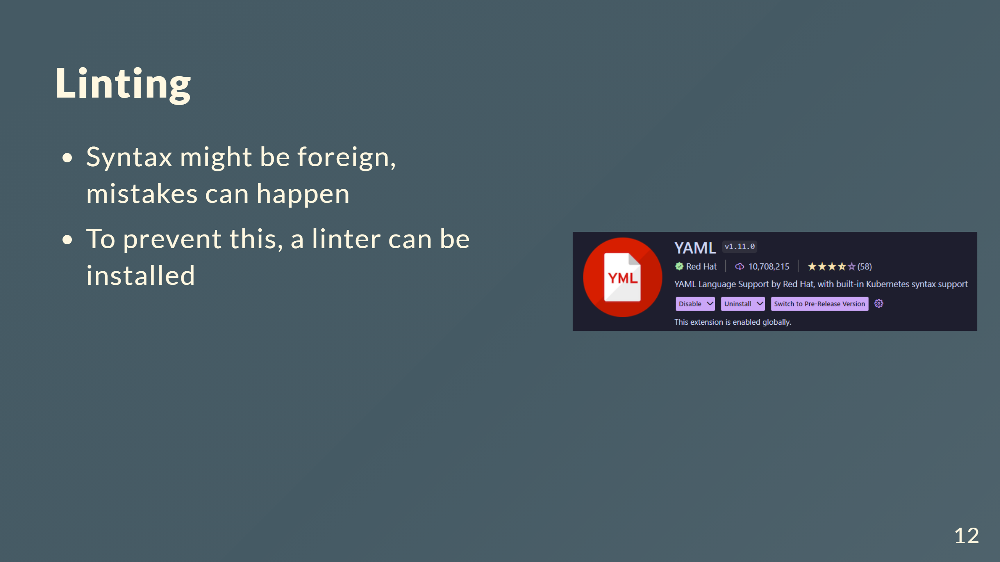 Linting
• Syntax might be foreign,
mistakes can happen
• To prevent this, a linter can be
installed
YML
YAML v1.11.0
Red Hat 10,708,215 (58)
YAML Language Support by Red Hat, with built-in Kubernetes syntax support
Disable Uninstall Switch to Pre-Release Version
This extension is enabled globally.
12